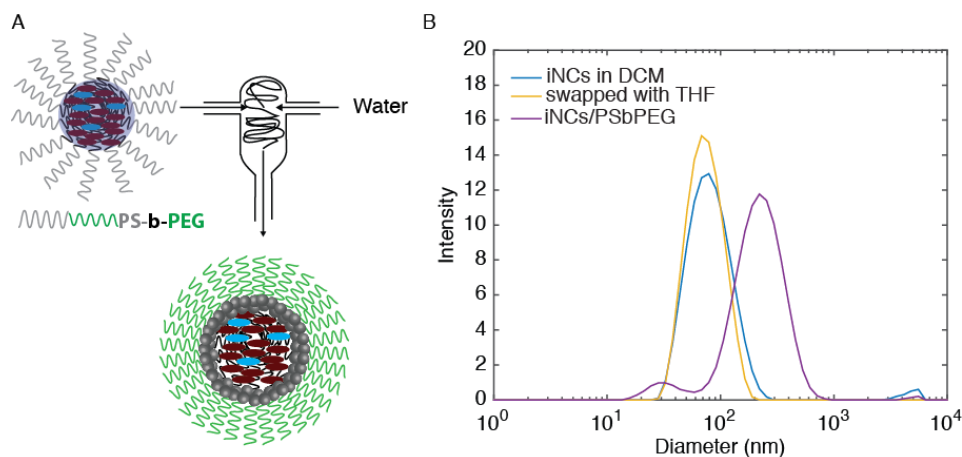 A
Water
PS-b-PEG
B
20
18
16
14
12
10
8
6
4
2
0
Intensity
iNCs in DCM
swapped with THF
iNCs/PSbPEG
10^0
10^1
10^2
10^3
10^4
Diameter (nm)